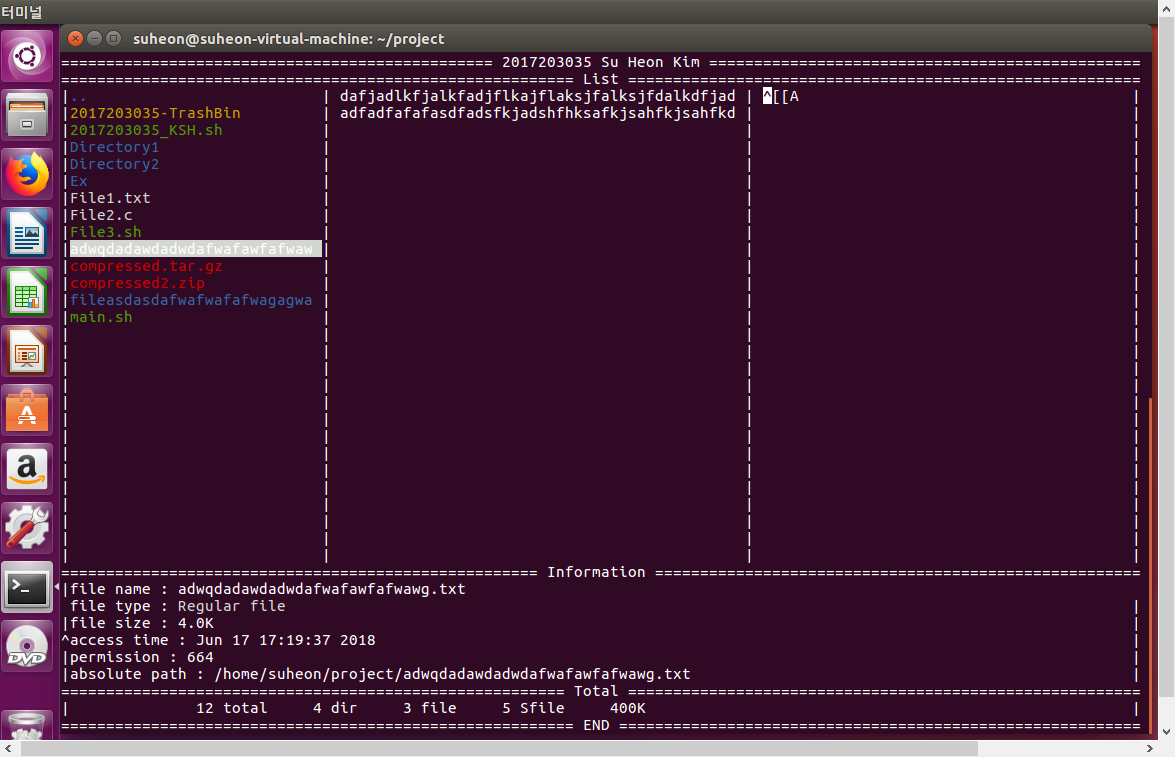 터미널
suheon@suheon-virtual-machine: ~/project
================================================ 2017203035 Su Heon Kim ================================================
========================================================= List =========================================================
|.. | dafjadlkfjalkfadjflkajflaksjfalksjfdalkdfjad | ^[[A |
|2017203035-TrashBin | adfadfafafasdfadsfkjadshfhksafkjsahfkjsahfkd | |
|2017203035_KSH.sh | | |
|Directory1 | | |
|Directory2 | | |
|Ex | | |
|File1.txt | | |
|File2.c | | |
|File3.sh | | |
|adwqdadawdadwdafwafawfafwaw | | |
|compressed.tar.gz | | |
|compressed2.zip | | |
|fileasdasdafwafwafafwagagwa | | |
|main.sh | | |
===================================================== Information ======================================================
|file name : adwqdadawdadwdafwafawfafwawg.txt
file type : Regular file |
|file size : 4.0K |
^access time : Jun 17 17:19:37 2018 |
|permission : 664 |
|absolute path : /home/suheon/project/adwqdadawdadwdafwafawfafwawg.txt |
======================================================== Total =========================================================
| 12 total 4 dir 3 file 5 Sfile 400K |
========================================================= END ==========================================================